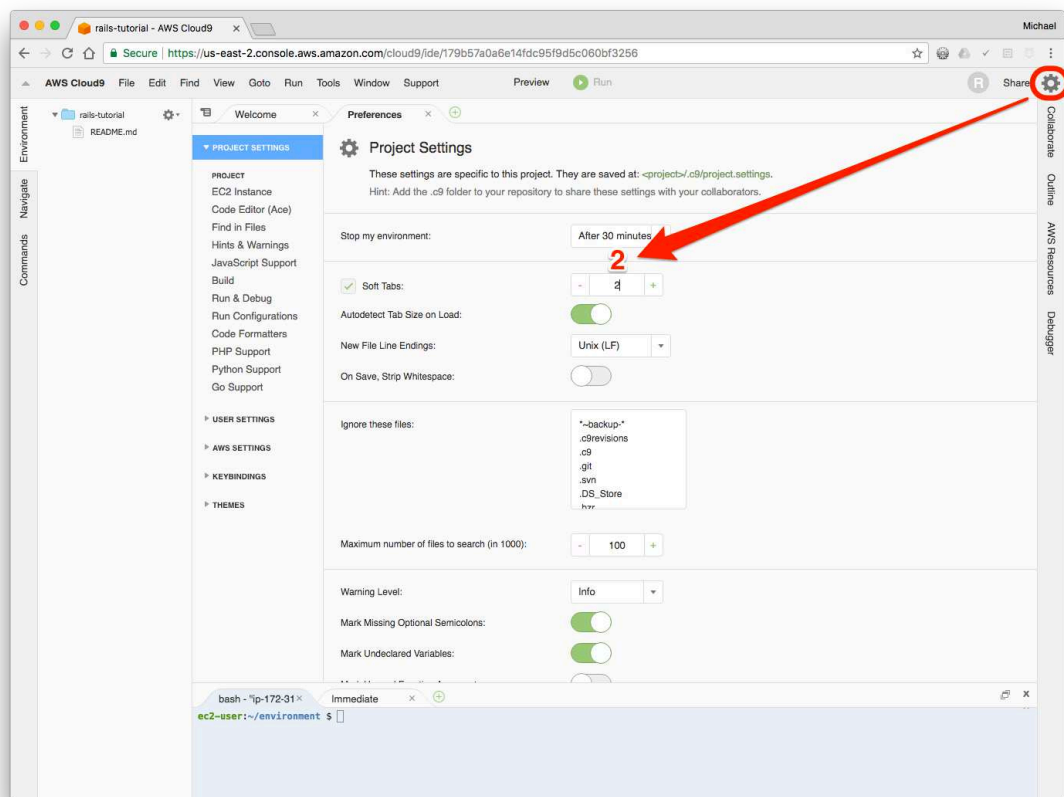 rails-tutorial - AWS Cloud9
Michael
Secure https://us-east-2.console.aws.amazon.com/cloud9/ide/179b57a0a6e14fdc95f9d5c060bf3256
AWS Cloud9 File Edit Find View Goto Run Tools Window Support Preview Run R Share
Environment
Navigate
Commands
rails-tutorial
README.md
Welcome
Preferences
PROJECT SETTINGS
PROJECT
EC2 Instance
Code Editor (Ace)
Find in Files
Hints & Warnings
JavaScript Support
Build
Run & Debug
Run Configurations
Code Formatters
PHP Support
Python Support
Go Support
USER SETTINGS
AWS SETTINGS
KEYBINDINGS
THEMES
Project Settings
These settings are specific to this project. They are saved at: <project>/.c9/project.settings.
Hint: Add the .c9 folder to your repository to share these settings with your collaborators.
Stop my environment: After 30 minutes
2
Soft Tabs: - 2 +
Autodetect Tab Size on Load:
New File Line Endings: Unix (LF)
On Save, Strip Whitespace:
Ignore these files:
*~backup-*
.c9revisions
.c9
.git
.svn
.DS_Store
Maximum number of files to search (in 1000): - 100 +
Warning Level: Info
Mark Missing Optional Semicolons:
Mark Undeclared Variables:
Collaborate
Outline
AWS Resources
Debugger
bash - "ip-172-31
Immediate
ec2-user:~/environment $